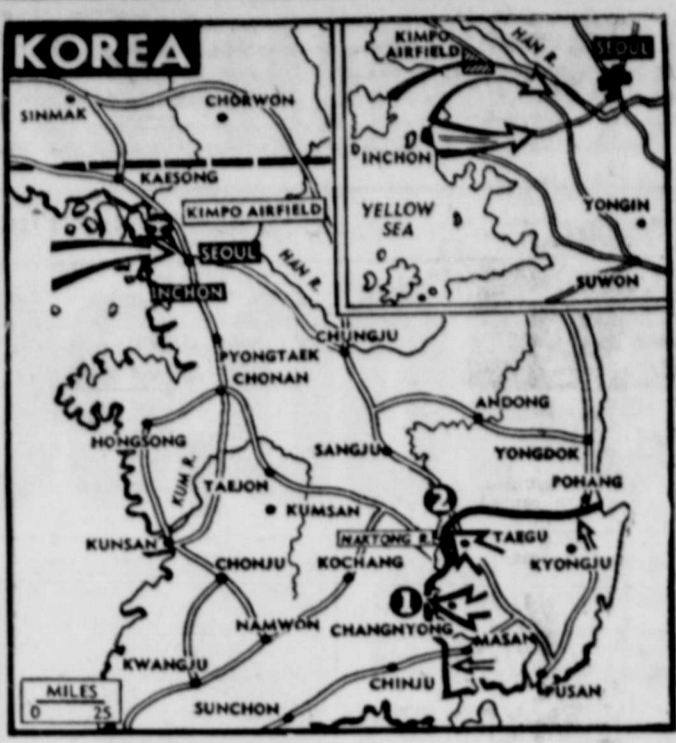 KOREA
SINMAK
CHORWON
KAESONG
KIMPO AIRFIELD
SEOUL
INCHON
HAN R.
PYONGTAEK
CHONAN
CHUNGJU
ANDONG
HONGSONG
SANGJU
YONGDOK
KUM R.
TAEJON
POHANG
2
KUMSAN
NAKTONG R.
TAEGU
KUNSAN
KYONGJU
CHONJU
KOCHANG
1
NAMWON
CHANGNYONG
MASAN
KWANGJU
CHINJU
PUSAN
SUNCHON
MILES
0 25
KIMPO
AIRFIELD
HAN R.
SEOUL
INCHON
YELLOW
SEA
YONGIN
SUWON